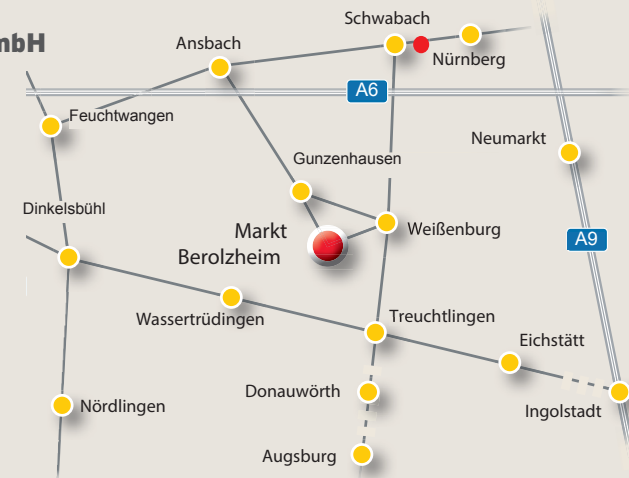 mbH
Schwabach
Ansbach
Nürnberg
A6
Feuchtwangen
Neumarkt
Gunzenhausen
Dinkelsbühl
Markt
Berolzheim
Weißenburg
A9
Wassertrüdingen
Treuchtlingen
Eichstätt
Donauwörth
Nördlingen
Ingolstadt
Augsburg